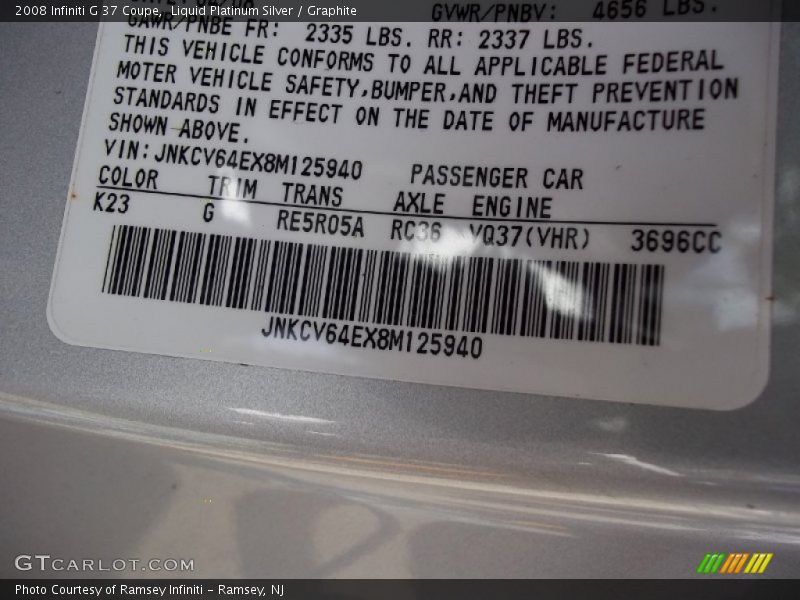 2008 Infiniti G 37 Coupe, Liquid Platinum Silver / Graphite
GVWR/PNBV: 4656 LBS.
GAWR/PNBE FR: 2335 LBS. RR: 2337 LBS.
THIS VEHICLE CONFORMS TO ALL APPLICABLE FEDERAL
MOTER VEHICLE SAFETY,BUMPER,AND THEFT PREVENTION
STANDARDS IN EFFECT ON THE DATE OF MANUFACTURE
SHOWN ABOVE.
VIN:JNKCV64EX8M125940 PASSENGER CAR
COLOR TRIM TRANS AXLE ENGINE
K23 G RE5R05A RC36 VQ37(VHR) 3696CC
JNKCV64EX8M125940
GTCARLOT.COM
Photo Courtesy of Ramsey Infiniti - Ramsey, NJ